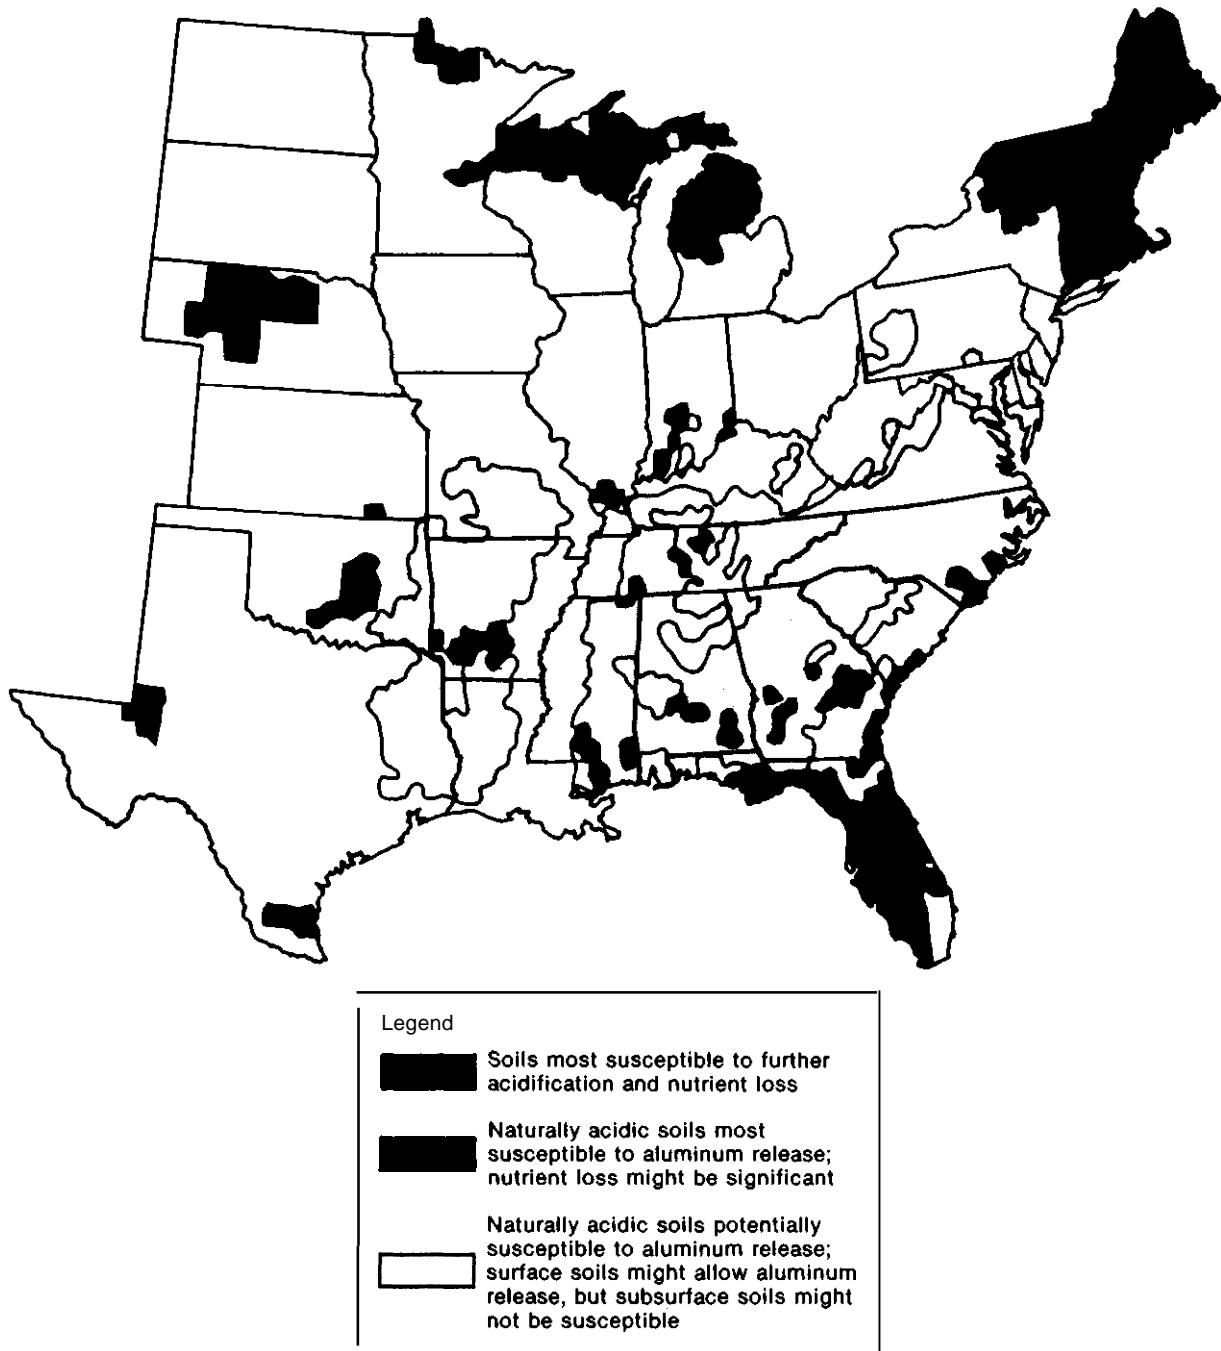 Legend
Soils most susceptible to further
acidification and nutrient loss
Naturally acidic soils most
susceptible to aluminum release;
nutrient loss might be significant
Naturally acidic soils potentially
susceptible to aluminum release;
surface soils might allow aluminum
release, but subsurface soils might
not be susceptible